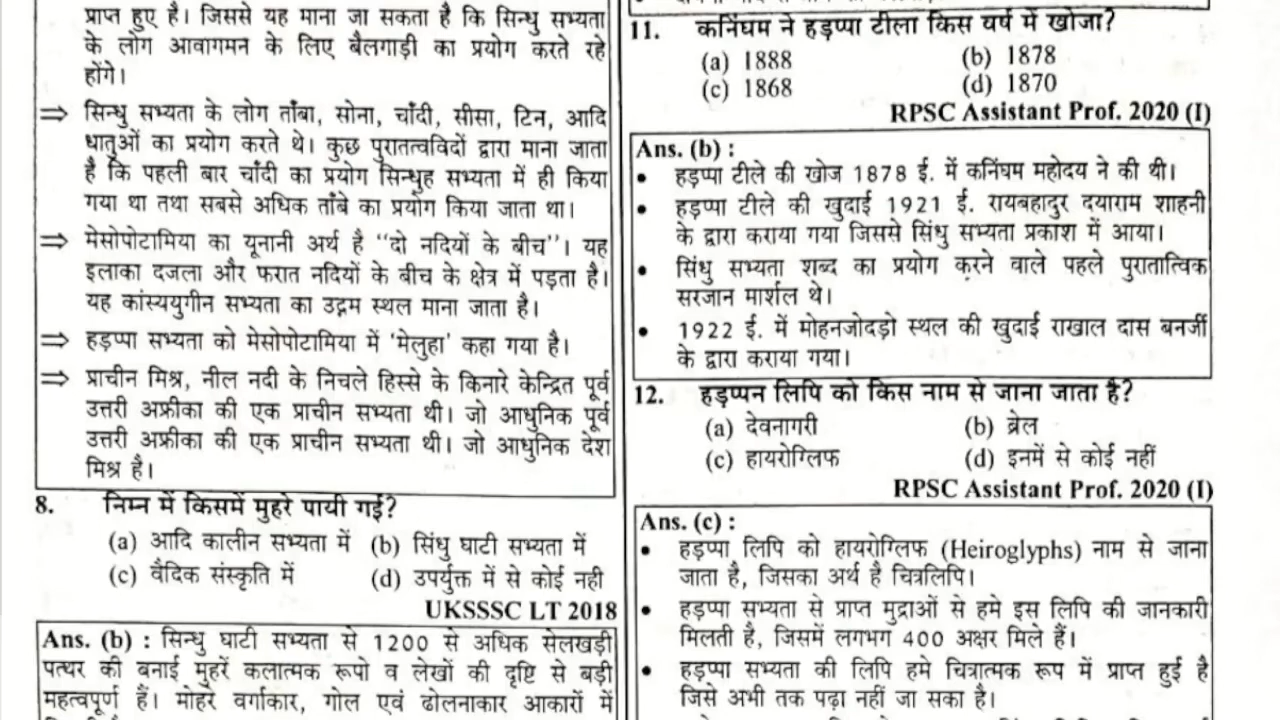 प्राप्त हुए है। जिससे यह माना जा सकता है कि सिन्धु सभ्यता
के लोग आवागमन के लिए बैलगाड़ी का प्रयोग करते रहे
होंगे।
⇒ सिन्धु सभ्यता के लोग ताँबा, सोना, चाँदी, सीसा, टिन, आदि
धातुओं का प्रयोग करते थे। कुछ पुरातत्वविदों द्वारा माना जाता
है कि पहली बार चाँदी का प्रयोग सिन्धुह सभ्यता में ही किया
गया था तथा सबसे अधिक ताँबे का प्रयोग किया जाता था।
⇒ मेसोपोटामिया का यूनानी अर्थ है “दो नदियों के बीच”। यह
इलाका दजला और फरात नदियों के बीच के क्षेत्र में पड़ता है।
यह कांस्ययुगीन सभ्यता का उद्गम स्थल माना जाता है।
⇒ हड़प्पा सभ्यता को मेसोपोटामिया में ‘मेलुहा’ कहा गया है।
⇒ प्राचीन मिश्र, नील नदी के निचले हिस्से के किनारे केन्द्रित पूर्व
उत्तरी अफ्रीका की एक प्राचीन सभ्यता थी। जो आधुनिक पूर्व
उत्तरी अफ्रीका की एक प्राचीन सभ्यता थी। जो आधुनिक देश
मिश्र है।
8. निम्न में किसमें मुहरे पायी गई?
(a) आदि कालीन सभ्यता में (b) सिंधु घाटी सभ्यता में
(c) वैदिक संस्कृति में (d) उपर्युक्त में से कोई नही
UKSSSC LT 2018
Ans. (b) : सिन्धु घाटी सभ्यता से 1200 से अधिक सेलखड़ी
पत्थर की बनाई मुहरें कलात्मक रूपो व लेखों की दृष्टि से बड़ी
महत्वपूर्ण हैं। मोहरे वर्गाकार, गोल एवं ढोलनाकार आकारों में
11. कनिंघम ने हड़प्पा टीला किस वर्ष में खोजा?
(a) 1888 (b) 1878
(c) 1868 (d) 1870
RPSC Assistant Prof. 2020 (I)
Ans. (b) :
• हड़प्पा टीले की खोज 1878 ई. में कनिंघम महोदय ने की थी।
• हड़प्पा टीले की खुदाई 1921 ई. रायबहादुर दयाराम शाहनी
के द्वारा कराया गया जिससे सिंधु सभ्यता प्रकाश में आया।
• सिंधु सभ्यता शब्द का प्रयोग करने वाले पहले पुरातात्विक
सरजान मार्शल थे।
• 1922 ई. में मोहनजोदड़ो स्थल की खुदाई राखाल दास बनर्जी
के द्वारा कराया गया।
12. हड़प्पन लिपि को किस नाम से जाना जाता है?
(a) देवनागरी (b) ब्रेल
(c) हायरोग्लिफ (d) इनमें से कोई नहीं
RPSC Assistant Prof. 2020 (I)
Ans. (c) :
• हड़प्पा लिपि को हायरोग्लिफ (Heiroglyphs) नाम से जाना
जाता है, जिसका अर्थ है चित्रलिपि।
• हड़प्पा सभ्यता से प्राप्त मुद्राओं से हमे इस लिपि की जानकारी
मिलती है, जिसमें लगभग 400 अक्षर मिले हैं।
• हड़प्पा सभ्यता की लिपि हमे चित्रात्मक रूप में प्राप्त हुई है
जिसे अभी तक पढ़ा नहीं जा सका है।